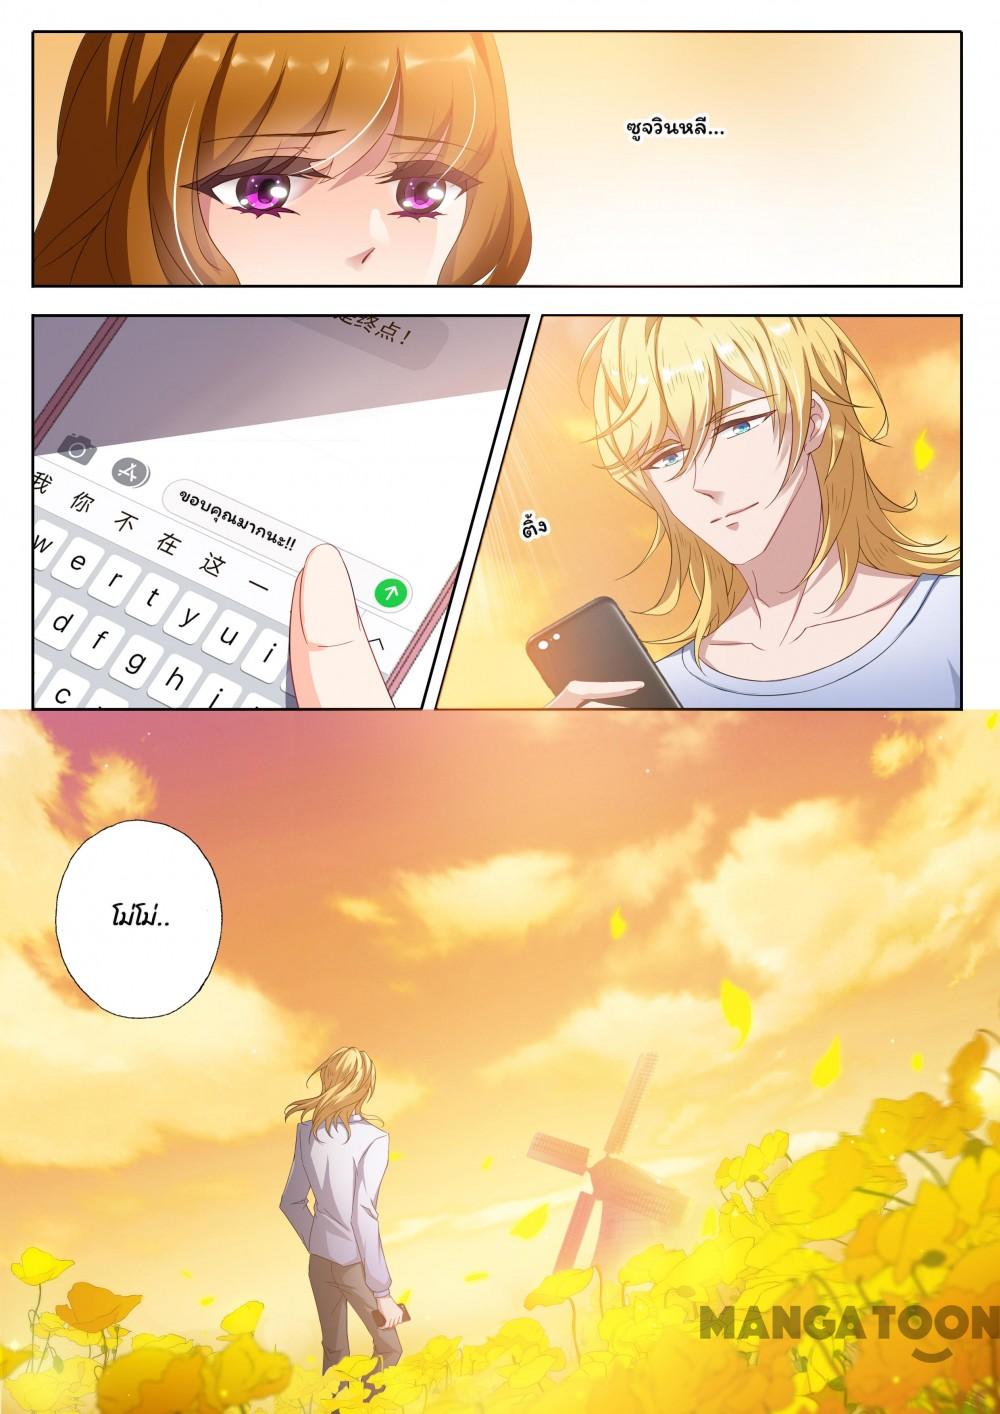 ซูจวินหลี...
是终点！
ขอบคุณมากนะ!!
我 你 不 在 这 一
w e r t y u i
d f g h j
c
ติ๊ง
โม่โม่..
MANGATOON